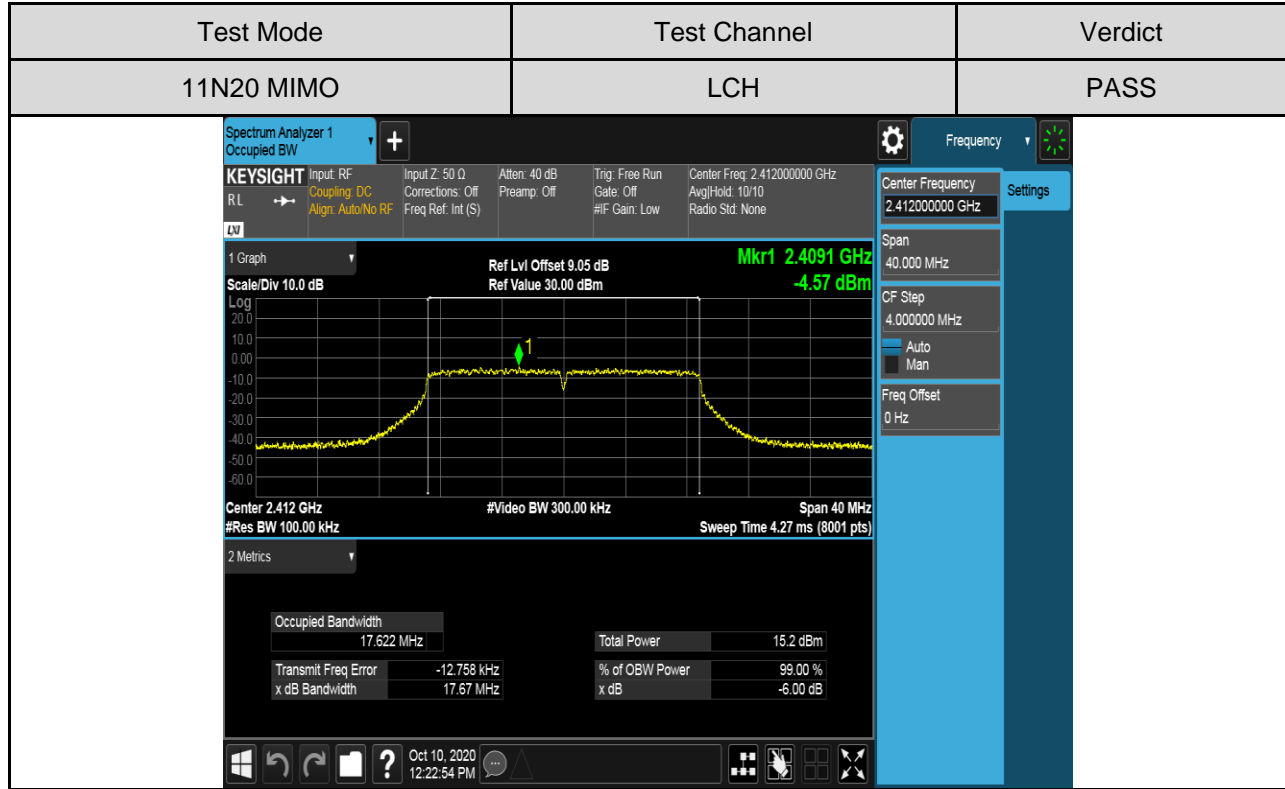 Test Mode Test Channel Verdict
11N20 MIMO LCH PASS
Spectrum Analyzer 1
Occupied BW
+
Frequency
KEYSIGHT Input: RF Input Z: 50 Ω Atten: 40 dB Trig: Free Run Center Freq: 2.412000000 GHz
RL Coupling: DC Corrections: Off Preamp: Off Gate: Off Avg|Hold: 10/10
Align: Auto/No RF Freq Ref: Int (S) #IF Gain: Low Radio Std: None
LXI
Center Frequency
2.412000000 GHz
Settings
Span
40.000 MHz
CF Step
4.000000 MHz
Auto
Man
Freq Offset
0 Hz
1 Graph
Ref Lvl Offset 9.05 dB Mkr1 2.4091 GHz
Scale/Div 10.0 dB Ref Value 30.00 dBm -4.57 dBm
Log
20.0
10.0
0.00
-10.0
-20.0
-30.0
-40.0
-50.0
-60.0
1
Center 2.412 GHz #Video BW 300.00 kHz Span 40 MHz
#Res BW 100.00 kHz Sweep Time 4.27 ms (8001 pts)
2 Metrics
Occupied Bandwidth
17.622 MHz Total Power 15.2 dBm
Transmit Freq Error -12.758 kHz % of OBW Power 99.00 %
x dB Bandwidth 17.67 MHz x dB -6.00 dB
? Oct 10, 2020
12:22:54 PM